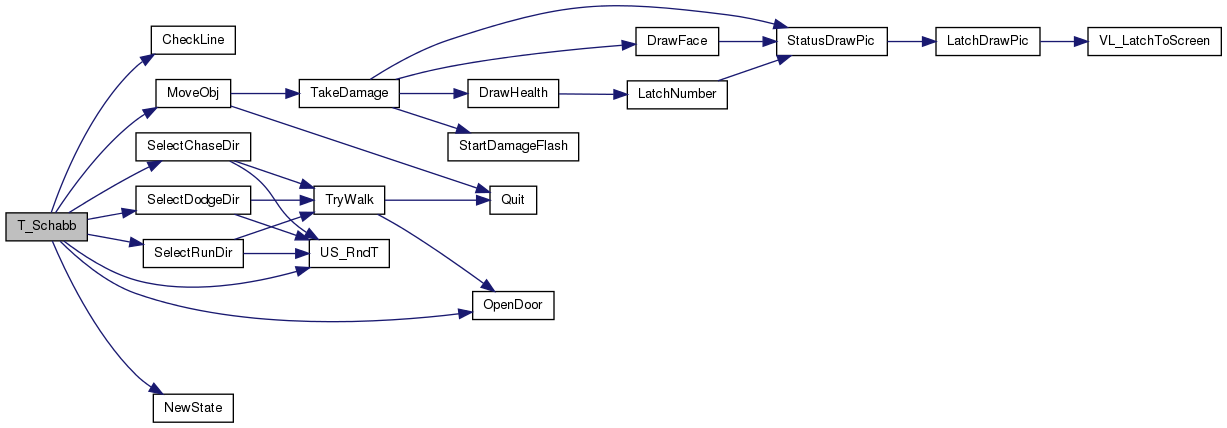 CheckLine
DrawFace
StatusDrawPic
LatchDrawPic
VL_LatchToScreen
MoveObj
TakeDamage
DrawHealth
LatchNumber
SelectChaseDir
StartDamageFlash
SelectDodgeDir
TryWalk
Quit
T_Schabb
SelectRunDir
US_RndT
OpenDoor
NewState